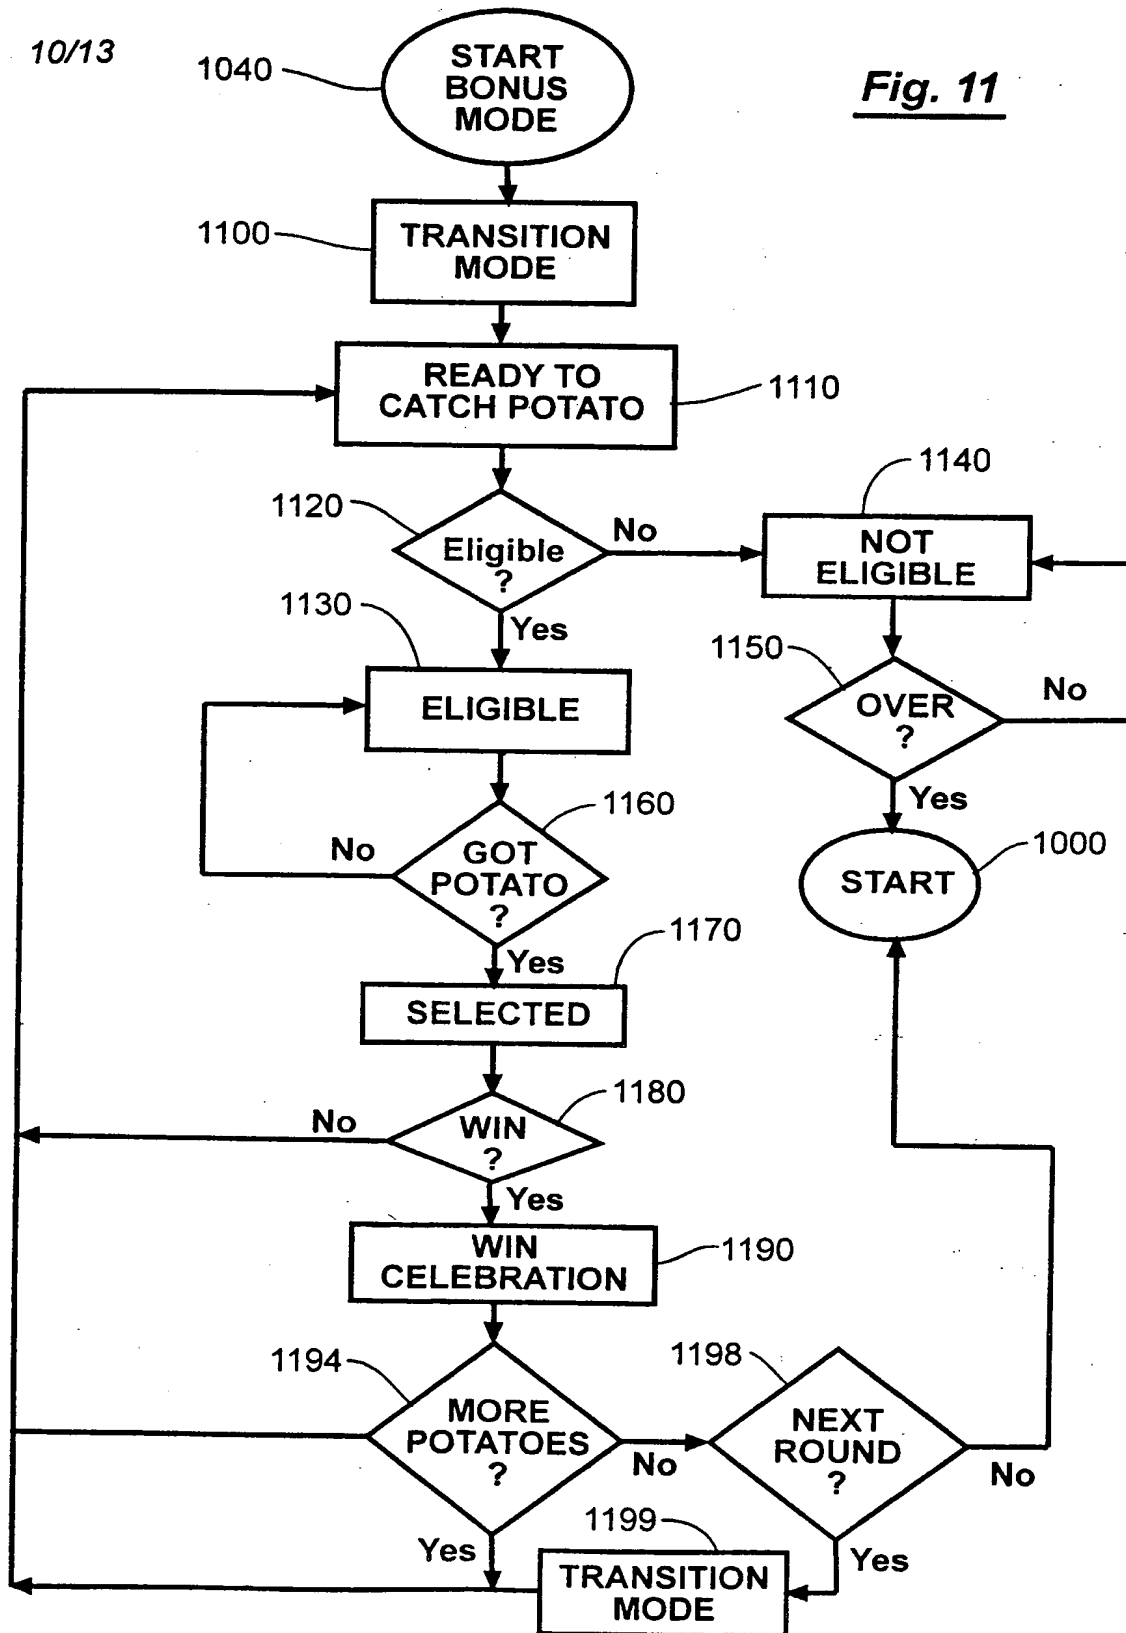 10/13
Fig. 11
1040
START
BONUS
MODE
1100
TRANSITION
MODE
READY TO
CATCH POTATO
1110
1120
Eligible
?
No
Yes
1140
NOT
ELIGIBLE
1130
ELIGIBLE
1150
OVER
?
No
Yes
1160
GOT
POTATO
?
No
Yes
1000
START
1170
SELECTED
1180
WIN
?
No
Yes
WIN
CELEBRATION
1190
1194
MORE
POTATOES
?
No
Yes
1198
NEXT
ROUND
?
No
Yes
1199
TRANSITION
MODE